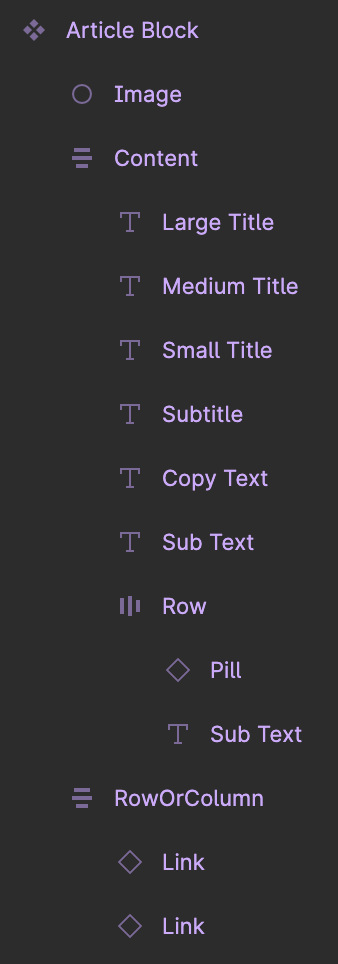 Article Block
Image
Content
Large Title
Medium Title
Small Title
Subtitle
Copy Text
Sub Text
Row
Pill
Sub Text
RowOrColumn
Link
Link